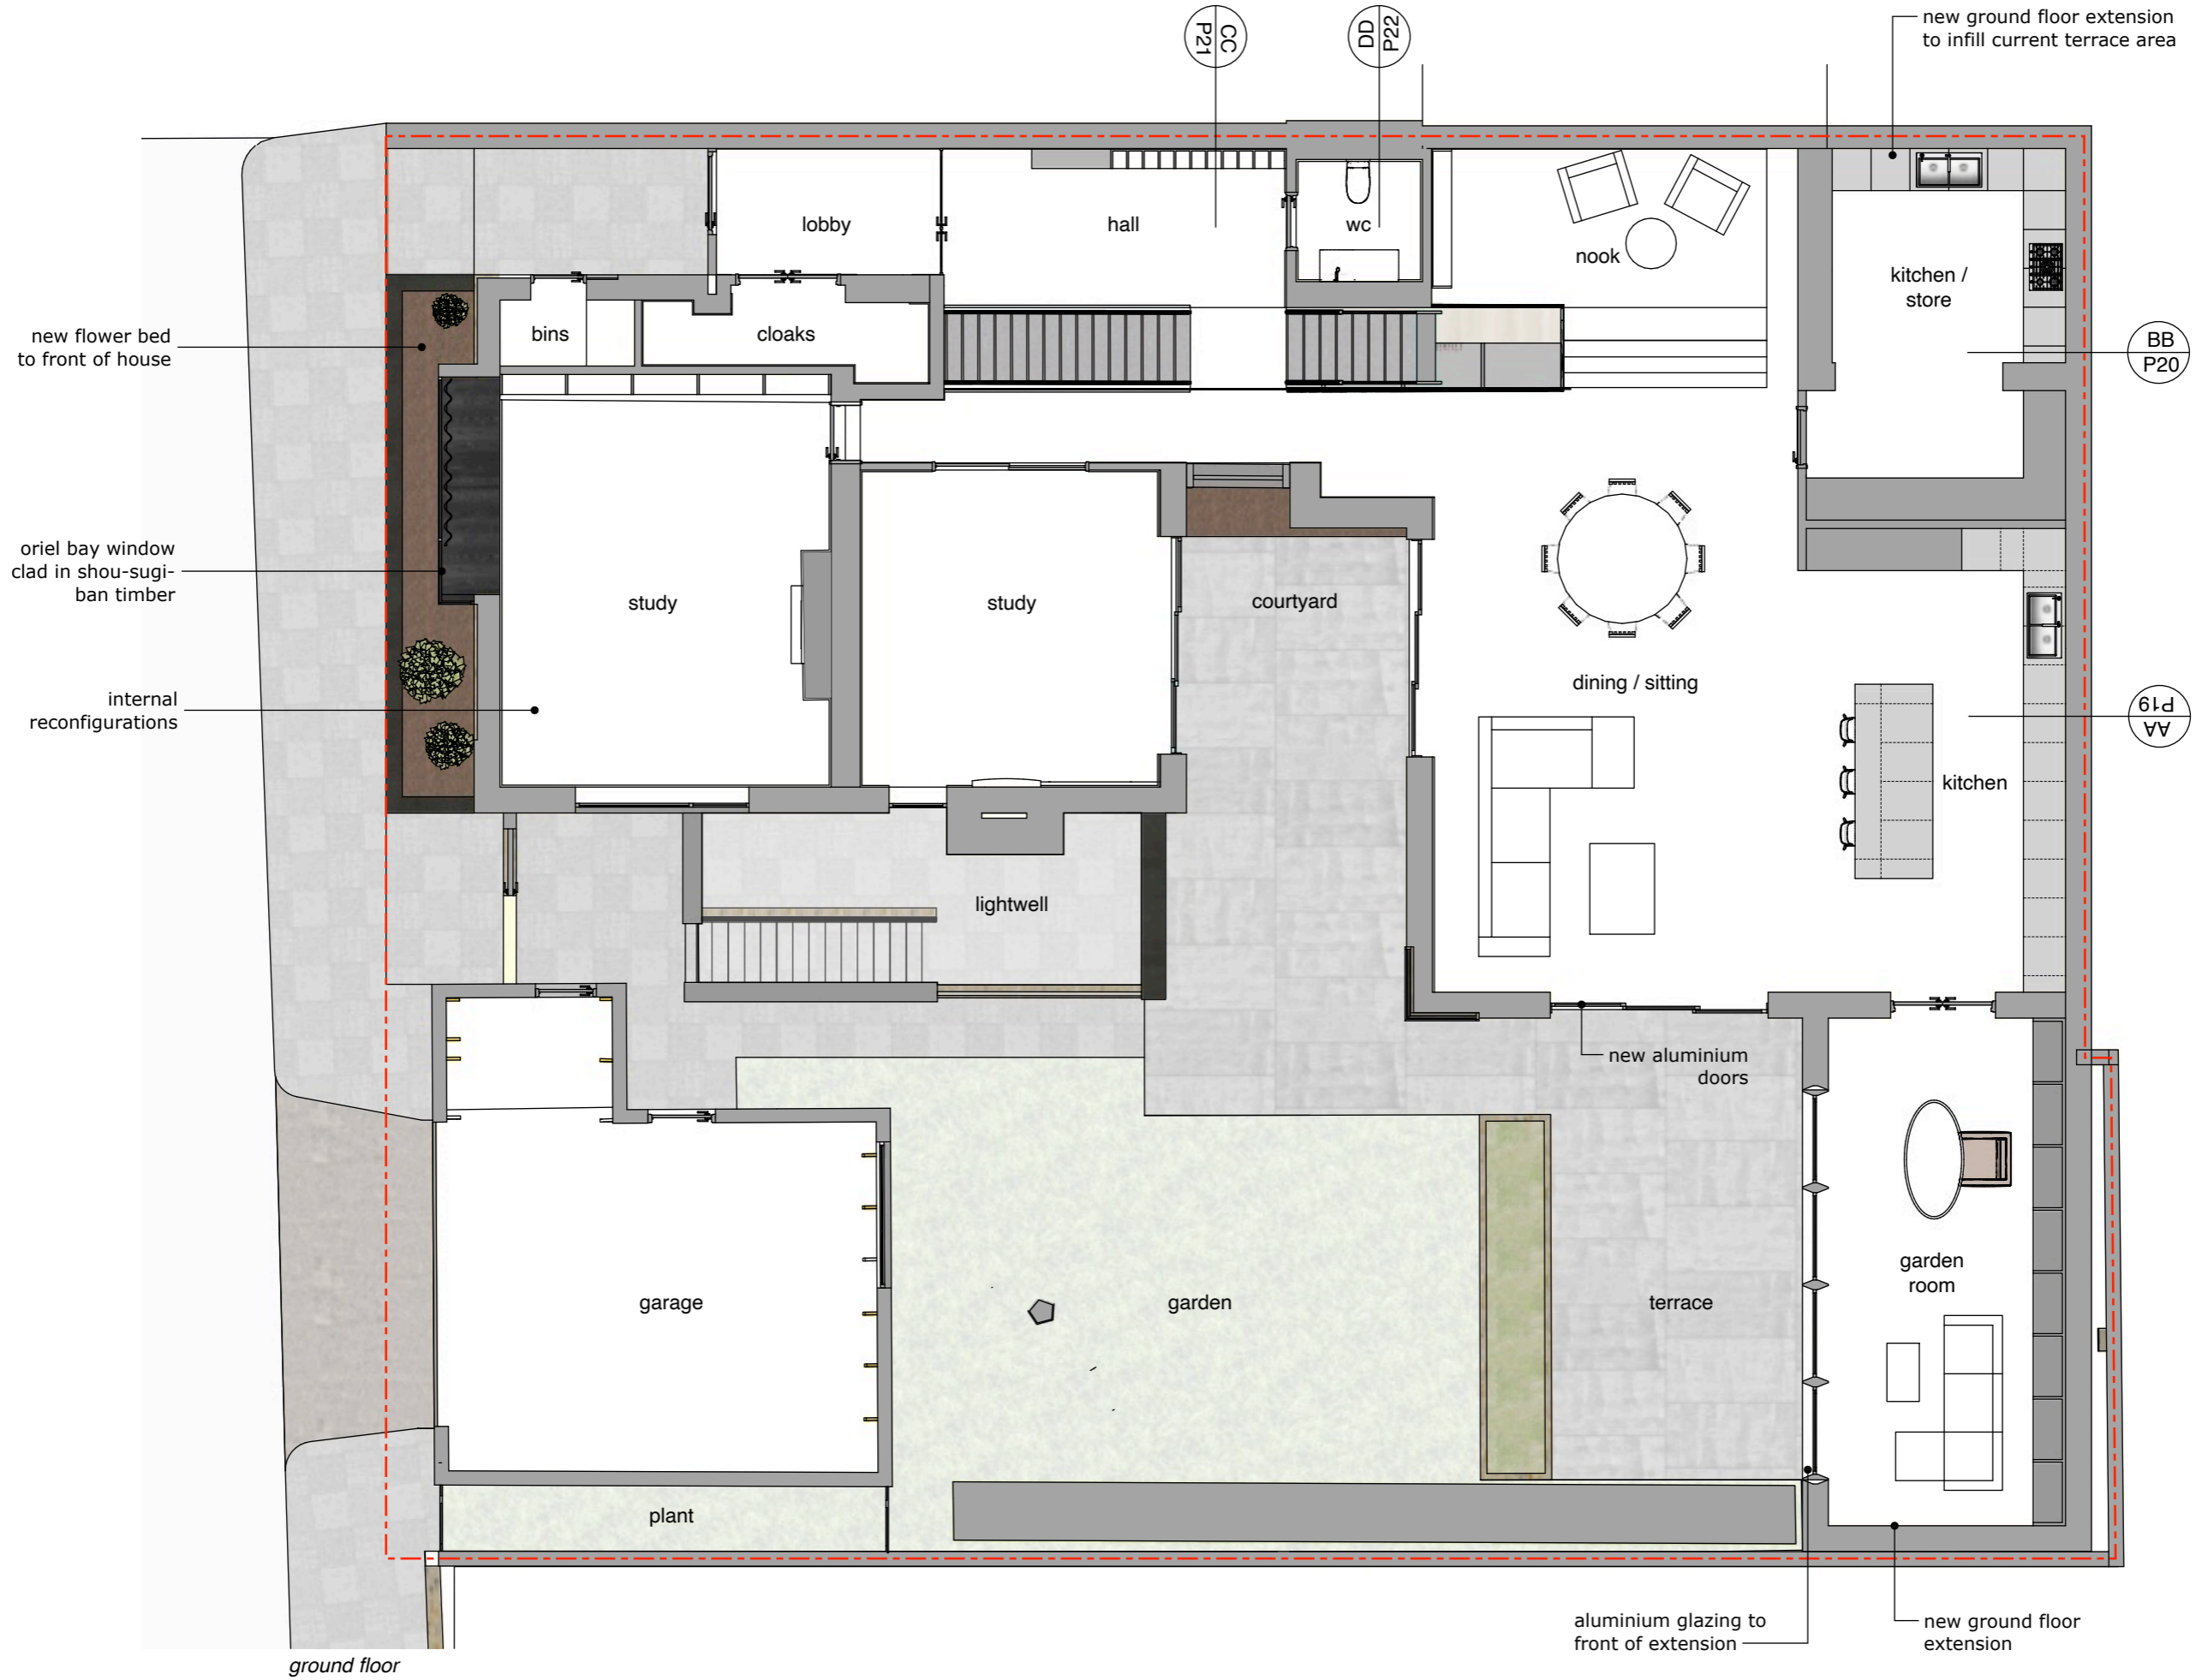 new ground floor extension
to infill current terrace area
CC
P21
DD
P22
lobby
hall
wc
nook
kitchen /
store
BB
P20
new flower bed
to front of house
bins
cloaks
oriel bay window
clad in shou-sugi-
ban timber
study
study
courtyard
dining / sitting
internal
reconfigurations
AA
P19
kitchen
lightwell
new aluminium
doors
garden
room
garage
garden
terrace
plant
aluminium glazing to
front of extension
new ground floor
extension
ground floor